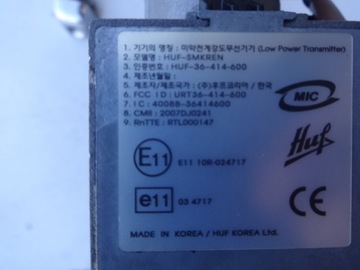 1. 기기의 명칭 : 미약전계강도무선기기 (Low Power Transmitter)
2. 모델명 : HUF-SMKREN
3. 인증번호 : HUF-36-414-600
4. 제조년월일 :
5. 제조자/제조국가 : (주)후프코리아 / 한국
6. FCC ID : URT36-414-600
7. IC : 4008B-36414600
8. CMII : 2007DJ0241
9. RnTTE : RTL000147
MIC
Huf
E11 E11 10R-024717
e11 03 4717
CE
MADE IN KOREA / HUF KOREA Ltd.